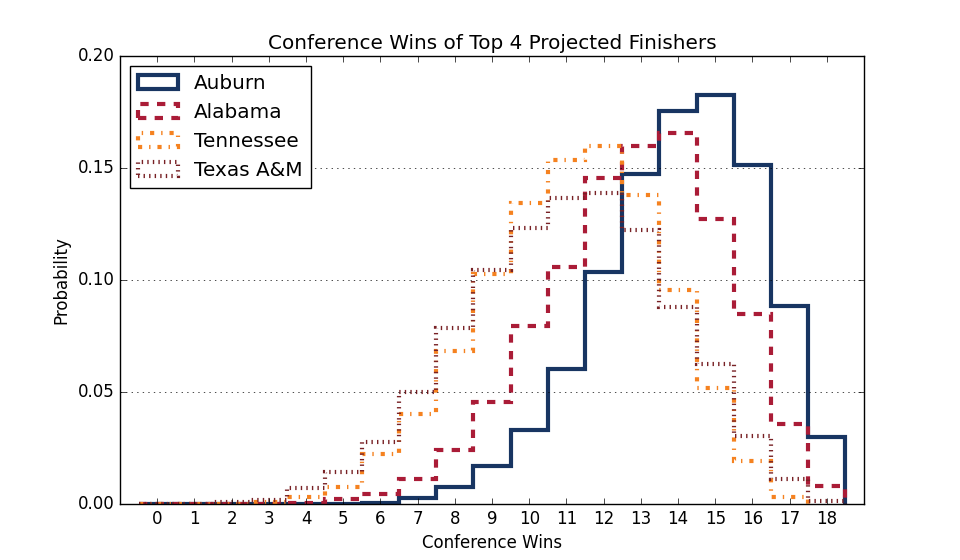 Conference Wins of Top 4 Projected Finishers
0.20
Auburn
Alabama
Tennessee
Texas A&M
0.15
0.10
0.05
0.00
Probability
0 1 2 3 4 5 6 7 8 9 10 11 12 13 14 15 16 17 18
Conference Wins